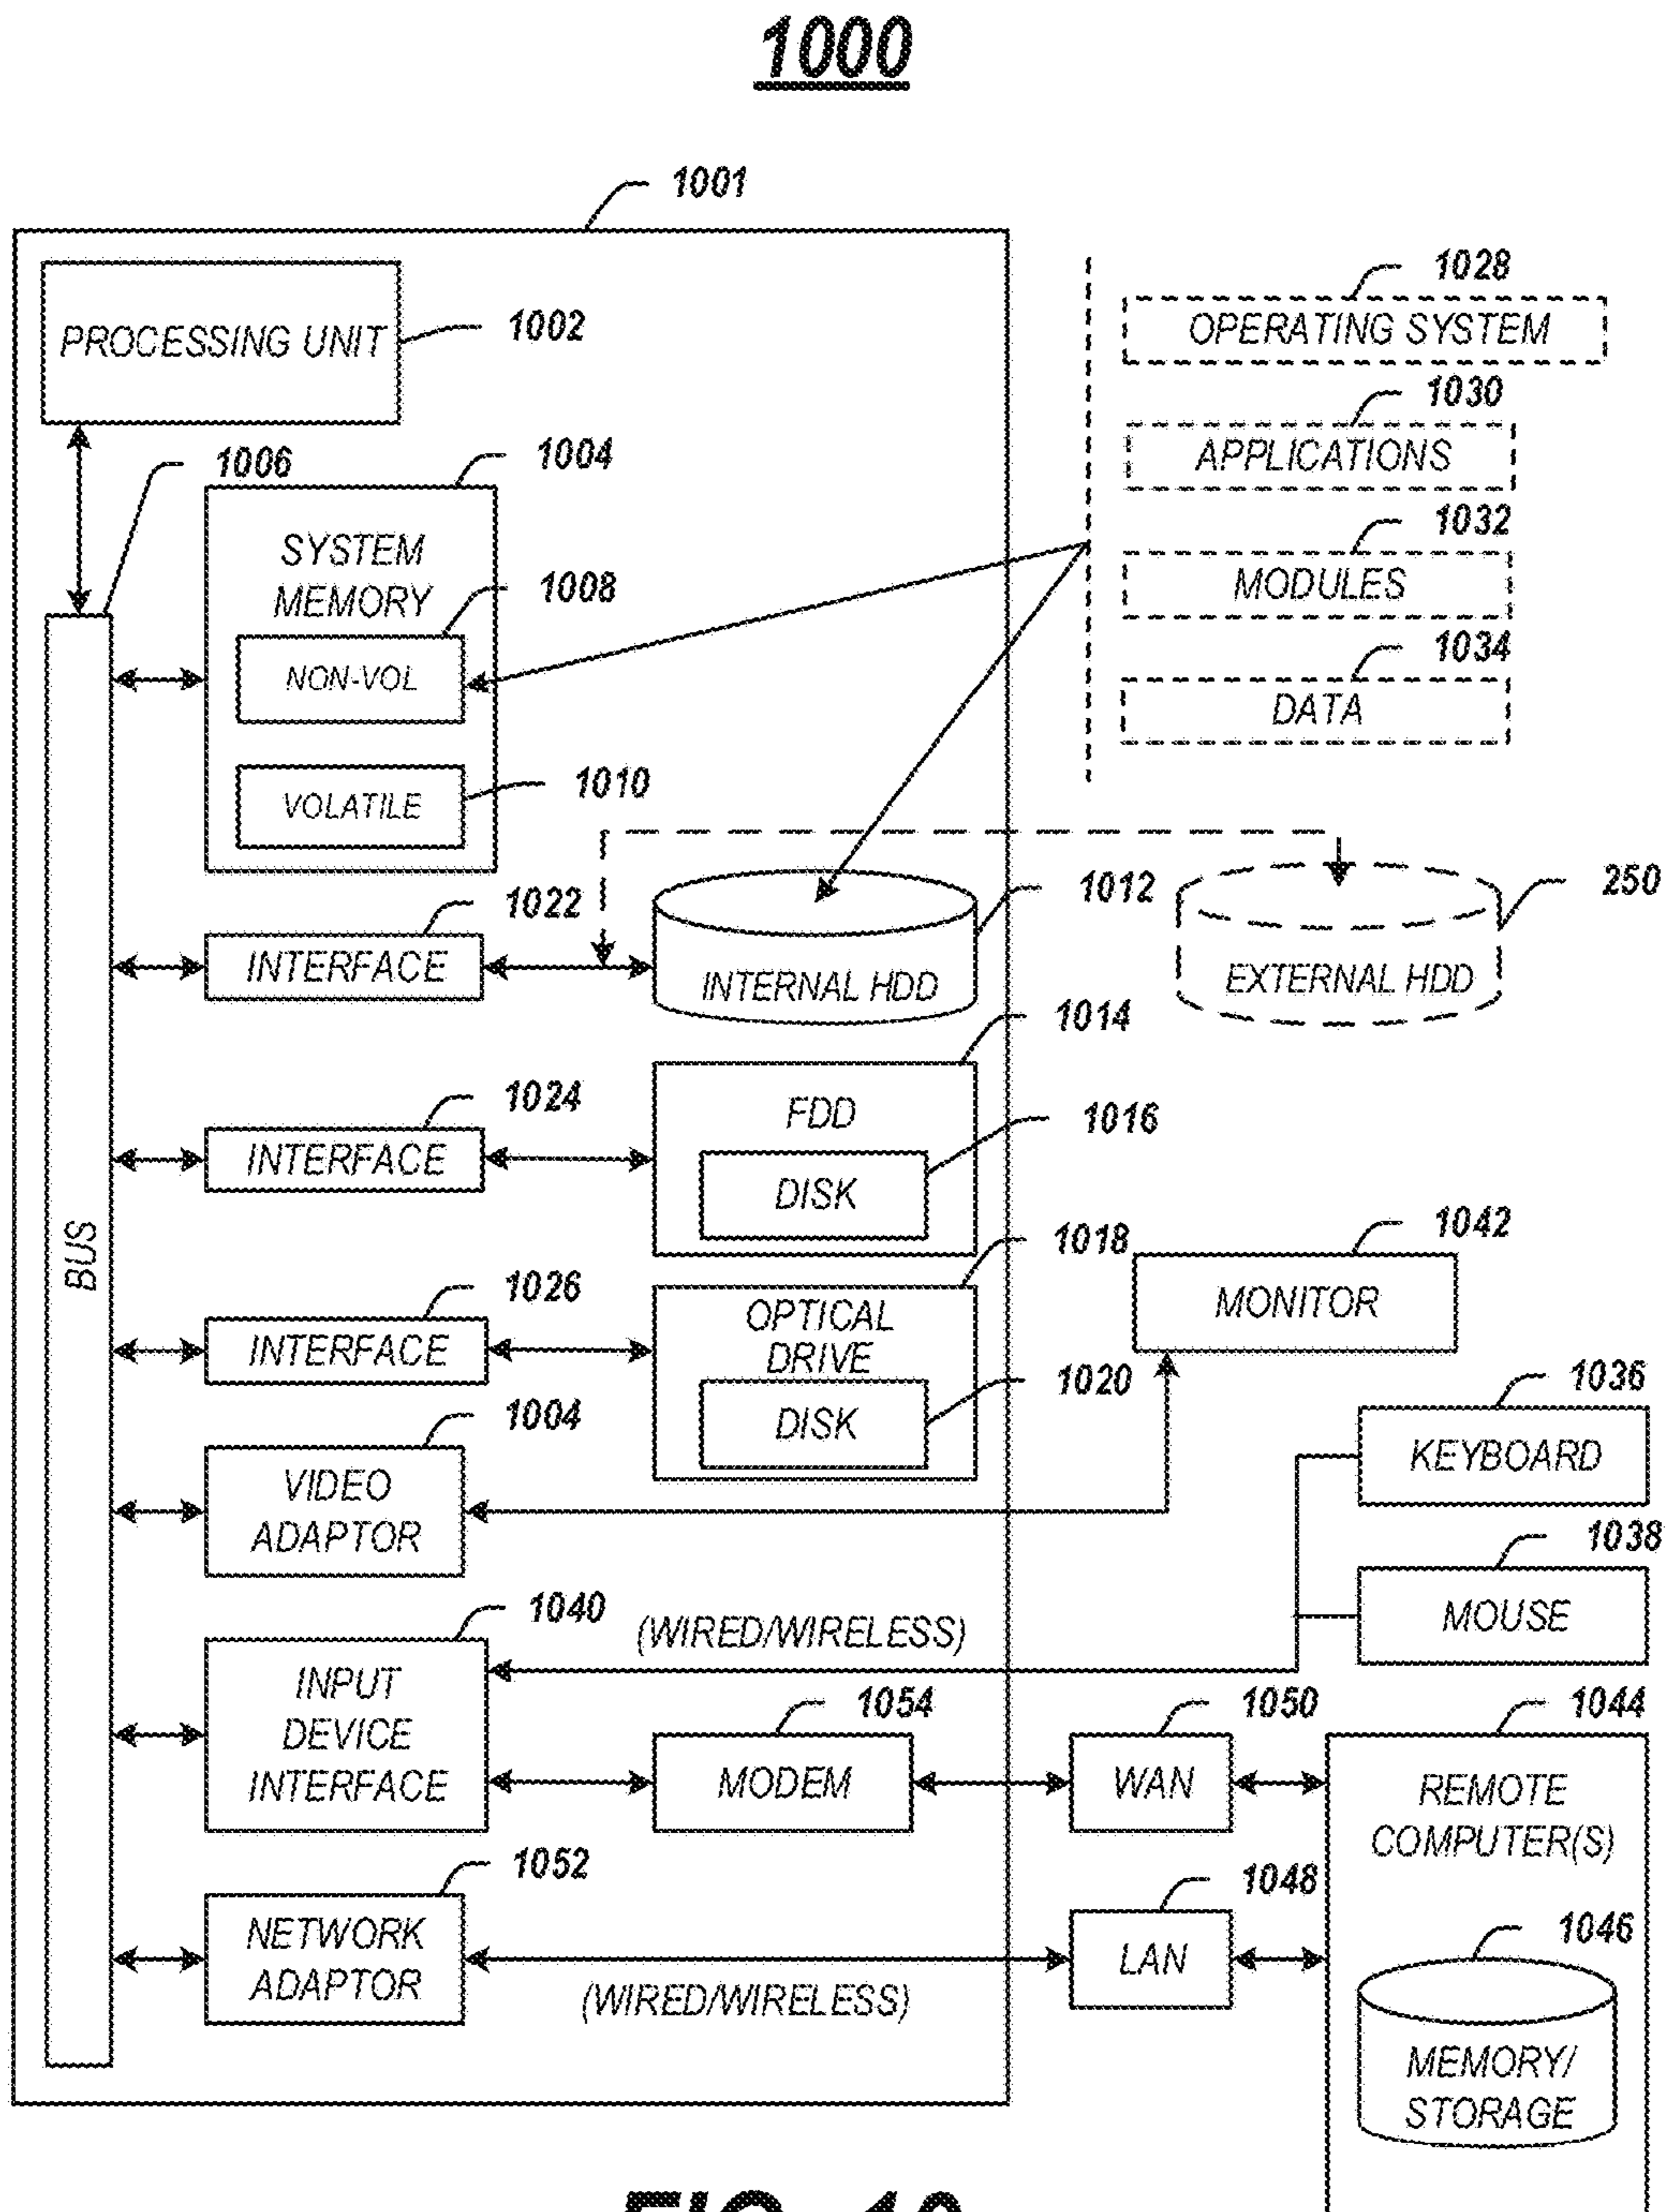 1000
1001
PROCESSING UNIT
1002
1028
OPERATING SYSTEM
1030
APPLICATIONS
1032
MODULES
1034
DATA
1006
1004
SYSTEM
MEMORY
1008
NON-VOL
1010
VOLATILE
BUS
1022
INTERFACE
1012
INTERNAL HDD
250
EXTERNAL HDD
1024
INTERFACE
1014
FDD
1016
DISK
1026
INTERFACE
1018
OPTICAL
DRIVE
1020
DISK
1042
MONITOR
1004
VIDEO
ADAPTOR
1036
KEYBOARD
1038
MOUSE
1040
INPUT
DEVICE
INTERFACE
(WIRED/WIRELESS)
1054
MODEM
1050
WAN
1044
REMOTE
COMPUTER(S)
1052
NETWORK
ADAPTOR
(WIRED/WIRELESS)
1048
LAN
1046
MEMORY/
STORAGE
FIG. 10